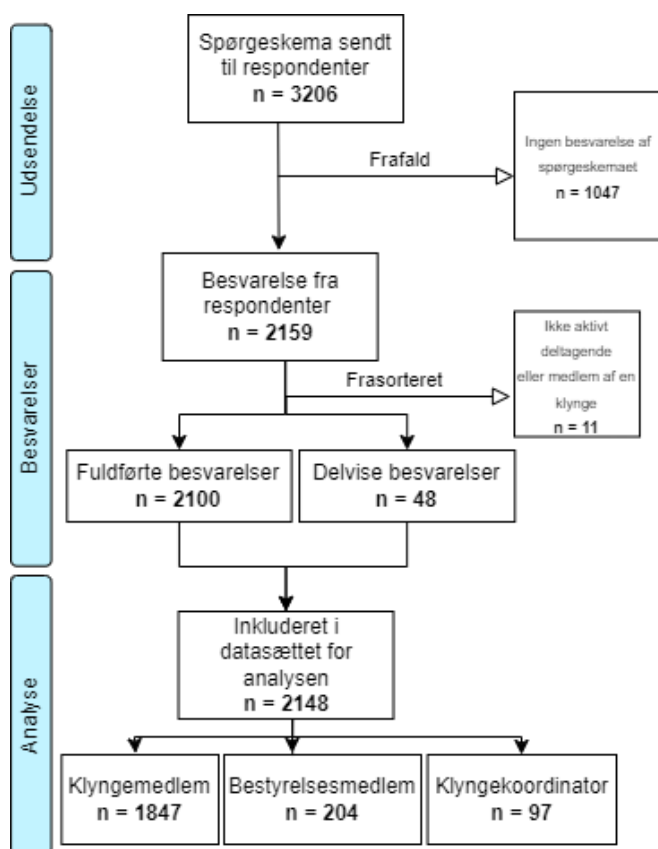 Udsendelse
Spørgeskema sendt
til respondenter
n = 3206
Frafald
Ingen besvarelse af
spørgeskemaet
n = 1047
Besvarelser
Besvarelse fra
respondenter
n = 2159
Frasorteret
Ikke aktivt
deltagende
eller medlem af en
klynge
n = 11
Fuldførte besvarelser
n = 2100
Delvise besvarelser
n = 48
Analyse
Inkluderet i
datasættet for
analysen
n = 2148
Klyngemedlem
n = 1847
Bestyrelsesmedlem
n = 204
Klyngekoordinator
n = 97